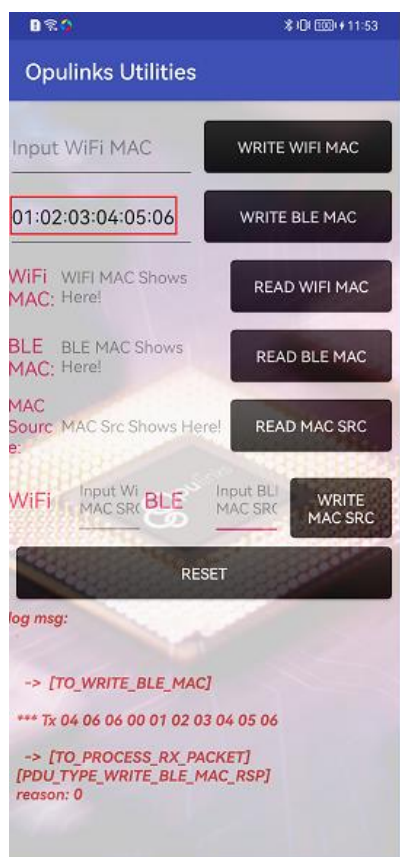 11:53
Opulinks Utilities
Input WiFi MAC WRITE WIFI MAC
01:02:03:04:05:06 WRITE BLE MAC
WiFi MAC: WIFI MAC Shows Here! READ WIFI MAC
BLE MAC: BLE MAC Shows Here! READ BLE MAC
MAC Sourc e: MAC Src Shows Here! READ MAC SRC
WiFi Input Wi MAC SR( BLE Input BL MAC SR( WRITE MAC SRC
RESET
log msg:
-> [TO_WRITE_BLE_MAC]
*** Tx 04 06 06 00 01 02 03 04 05 06
-> [TO_PROCESS_RX_PACKET]
[PDU_TYPE_WRITE_BLE_MAC_RSP]
reason: 0